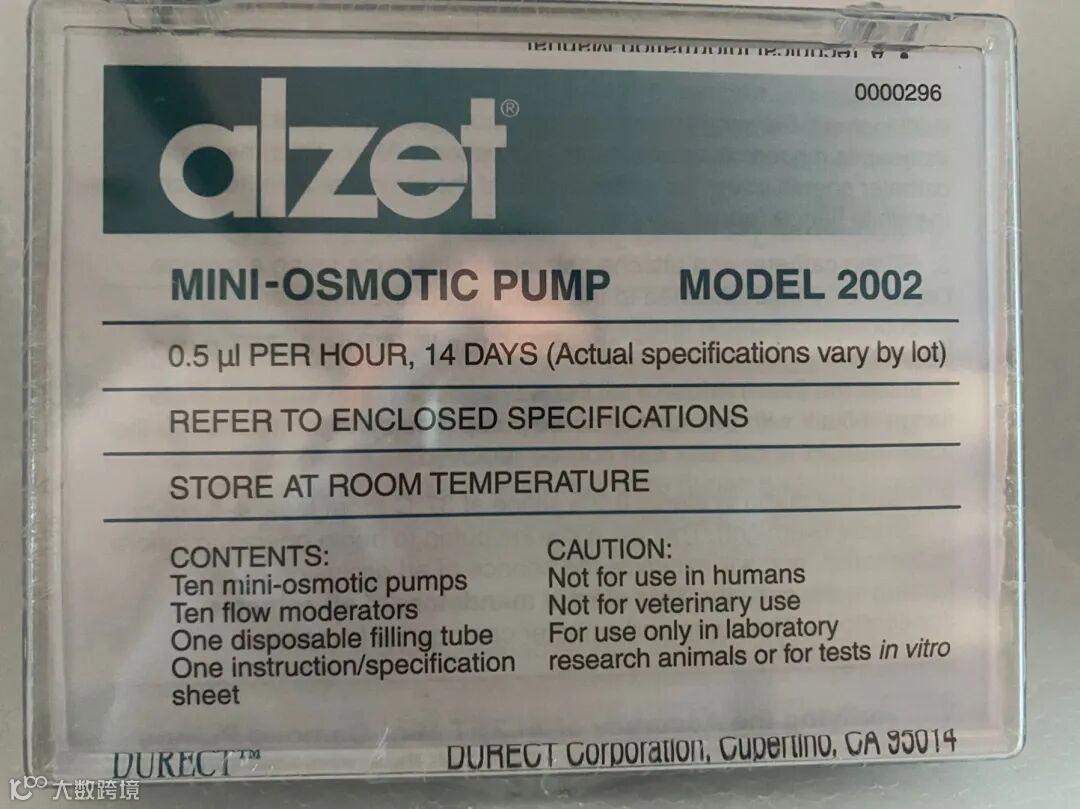 0000296
alzet®
MINI-OSMOTIC PUMP MODEL 2002
0.5 µl PER HOUR, 14 DAYS (Actual specifications vary by lot)
REFER TO ENCLOSED SPECIFICATIONS
STORE AT ROOM TEMPERATURE
CONTENTS:
Ten mini-osmotic pumps
Ten flow moderators
One disposable filling tube
One instruction/specification
sheet
CAUTION:
Not for use in humans
Not for veterinary use
For use only in laboratory
research animals or for tests in vitro
DURECT™
DURECT Corporation, Cupertino, CA 95014
大数跨境